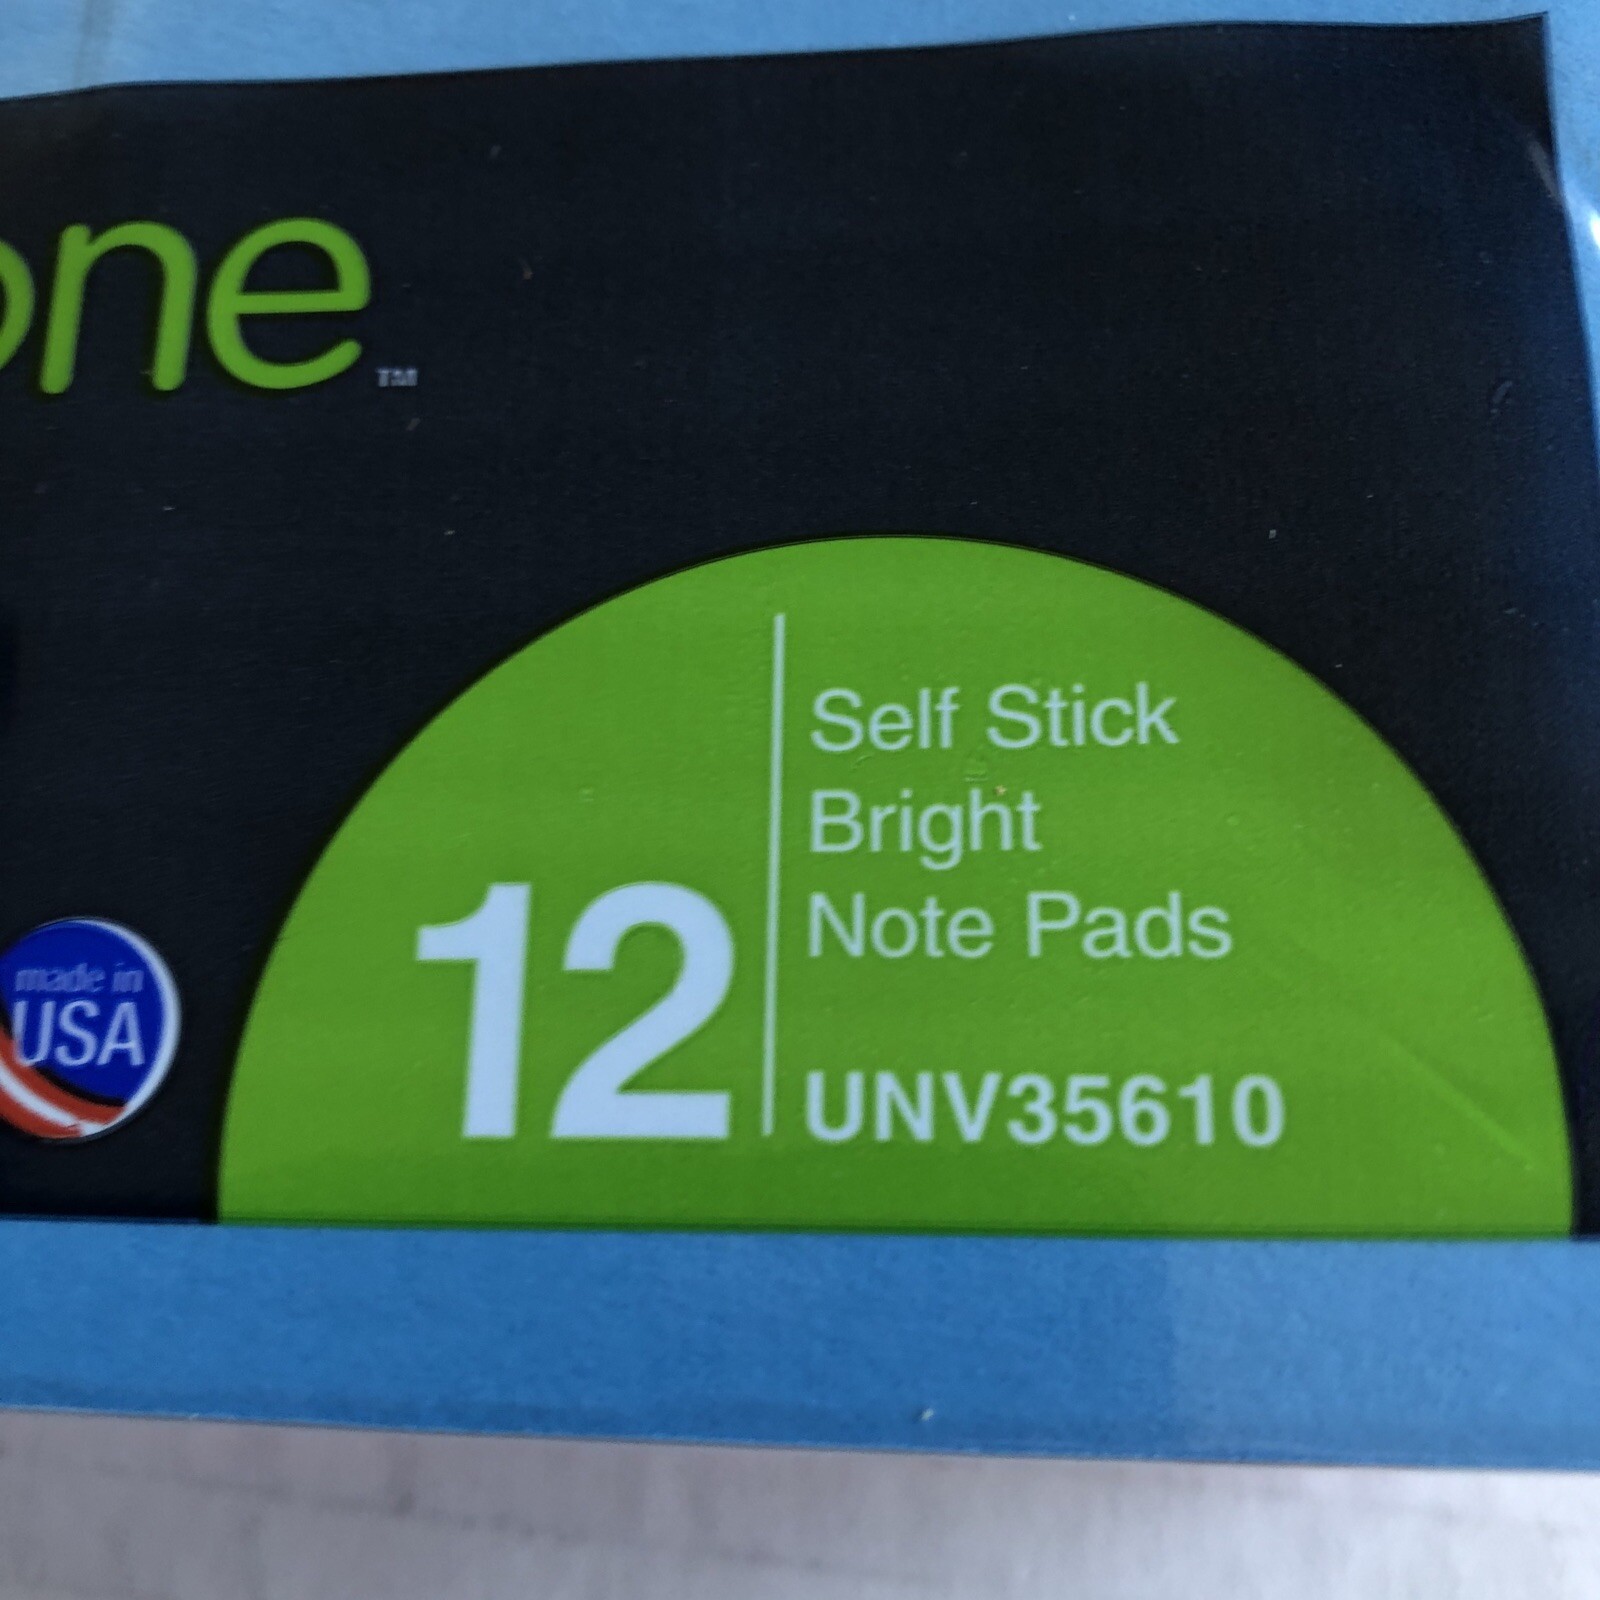 one
TM
12
Self Stick
Bright
Note Pads
UNV35610
made in
USA